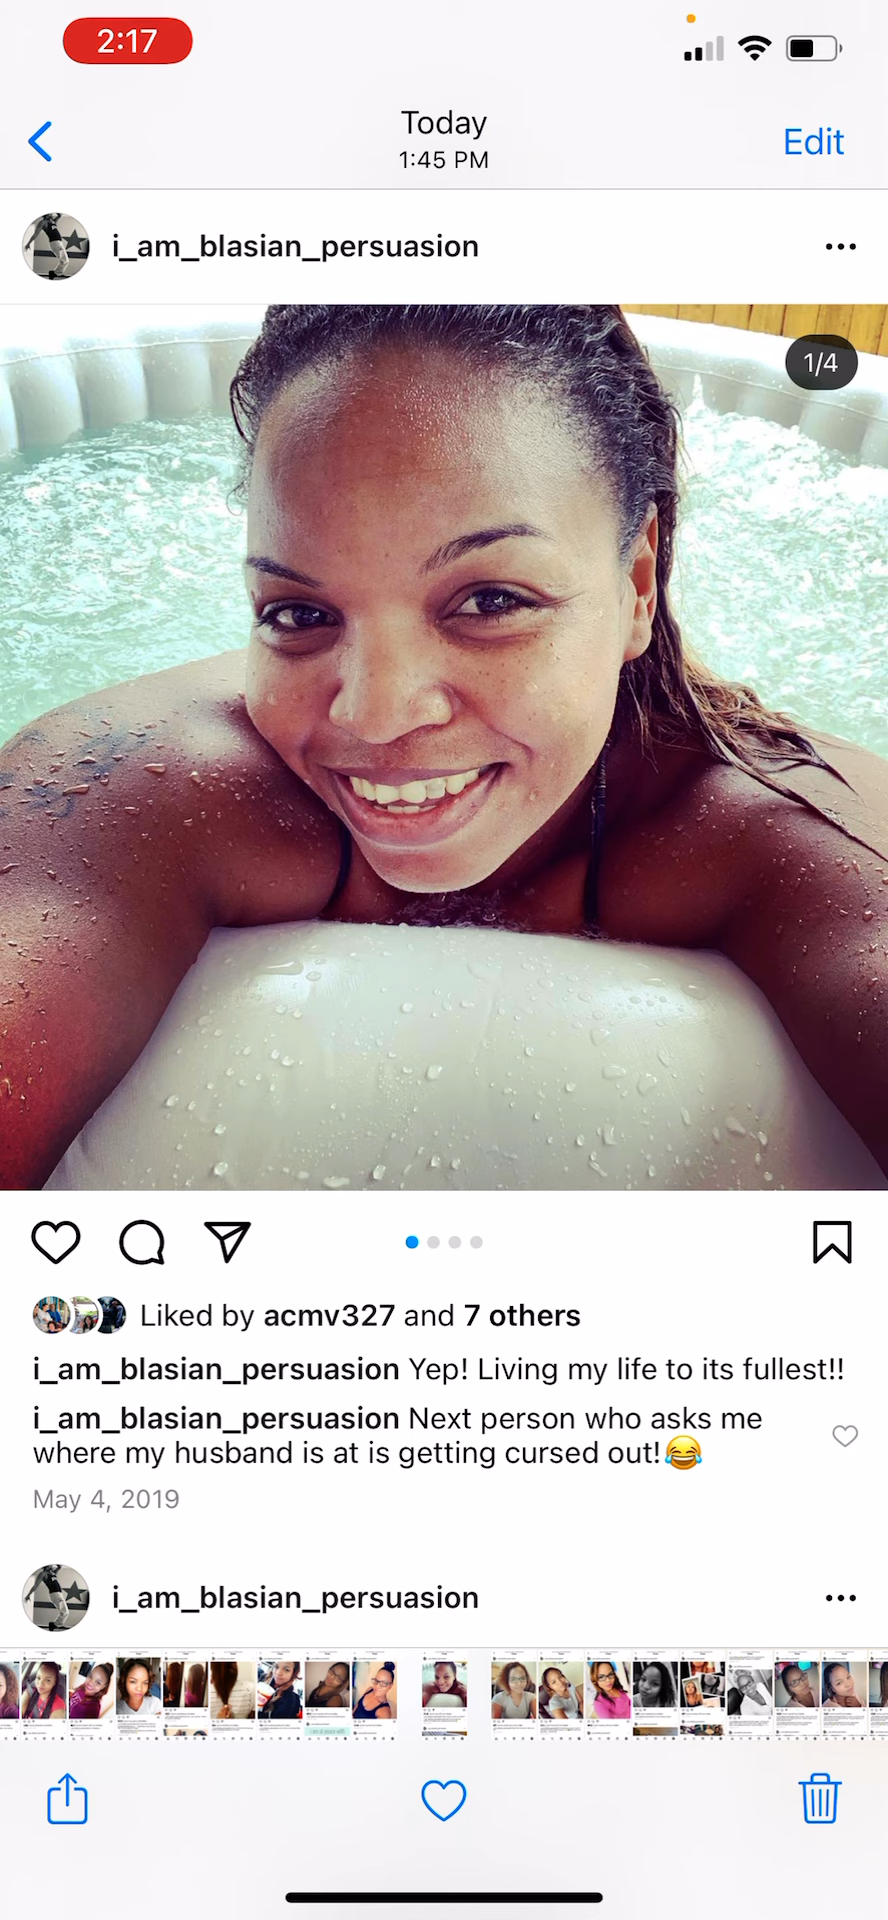 2:17
Today
1:45 PM
Edit
i_am_blasian_persuasion
1/4
Liked by acmv327 and 7 others
i_am_blasian_persuasion Yep! Living my life to its fullest!!
i_am_blasian_persuasion Next person who asks me
where my husband is at is getting cursed out!😂
May 4, 2019
i_am_blasian_persuasion